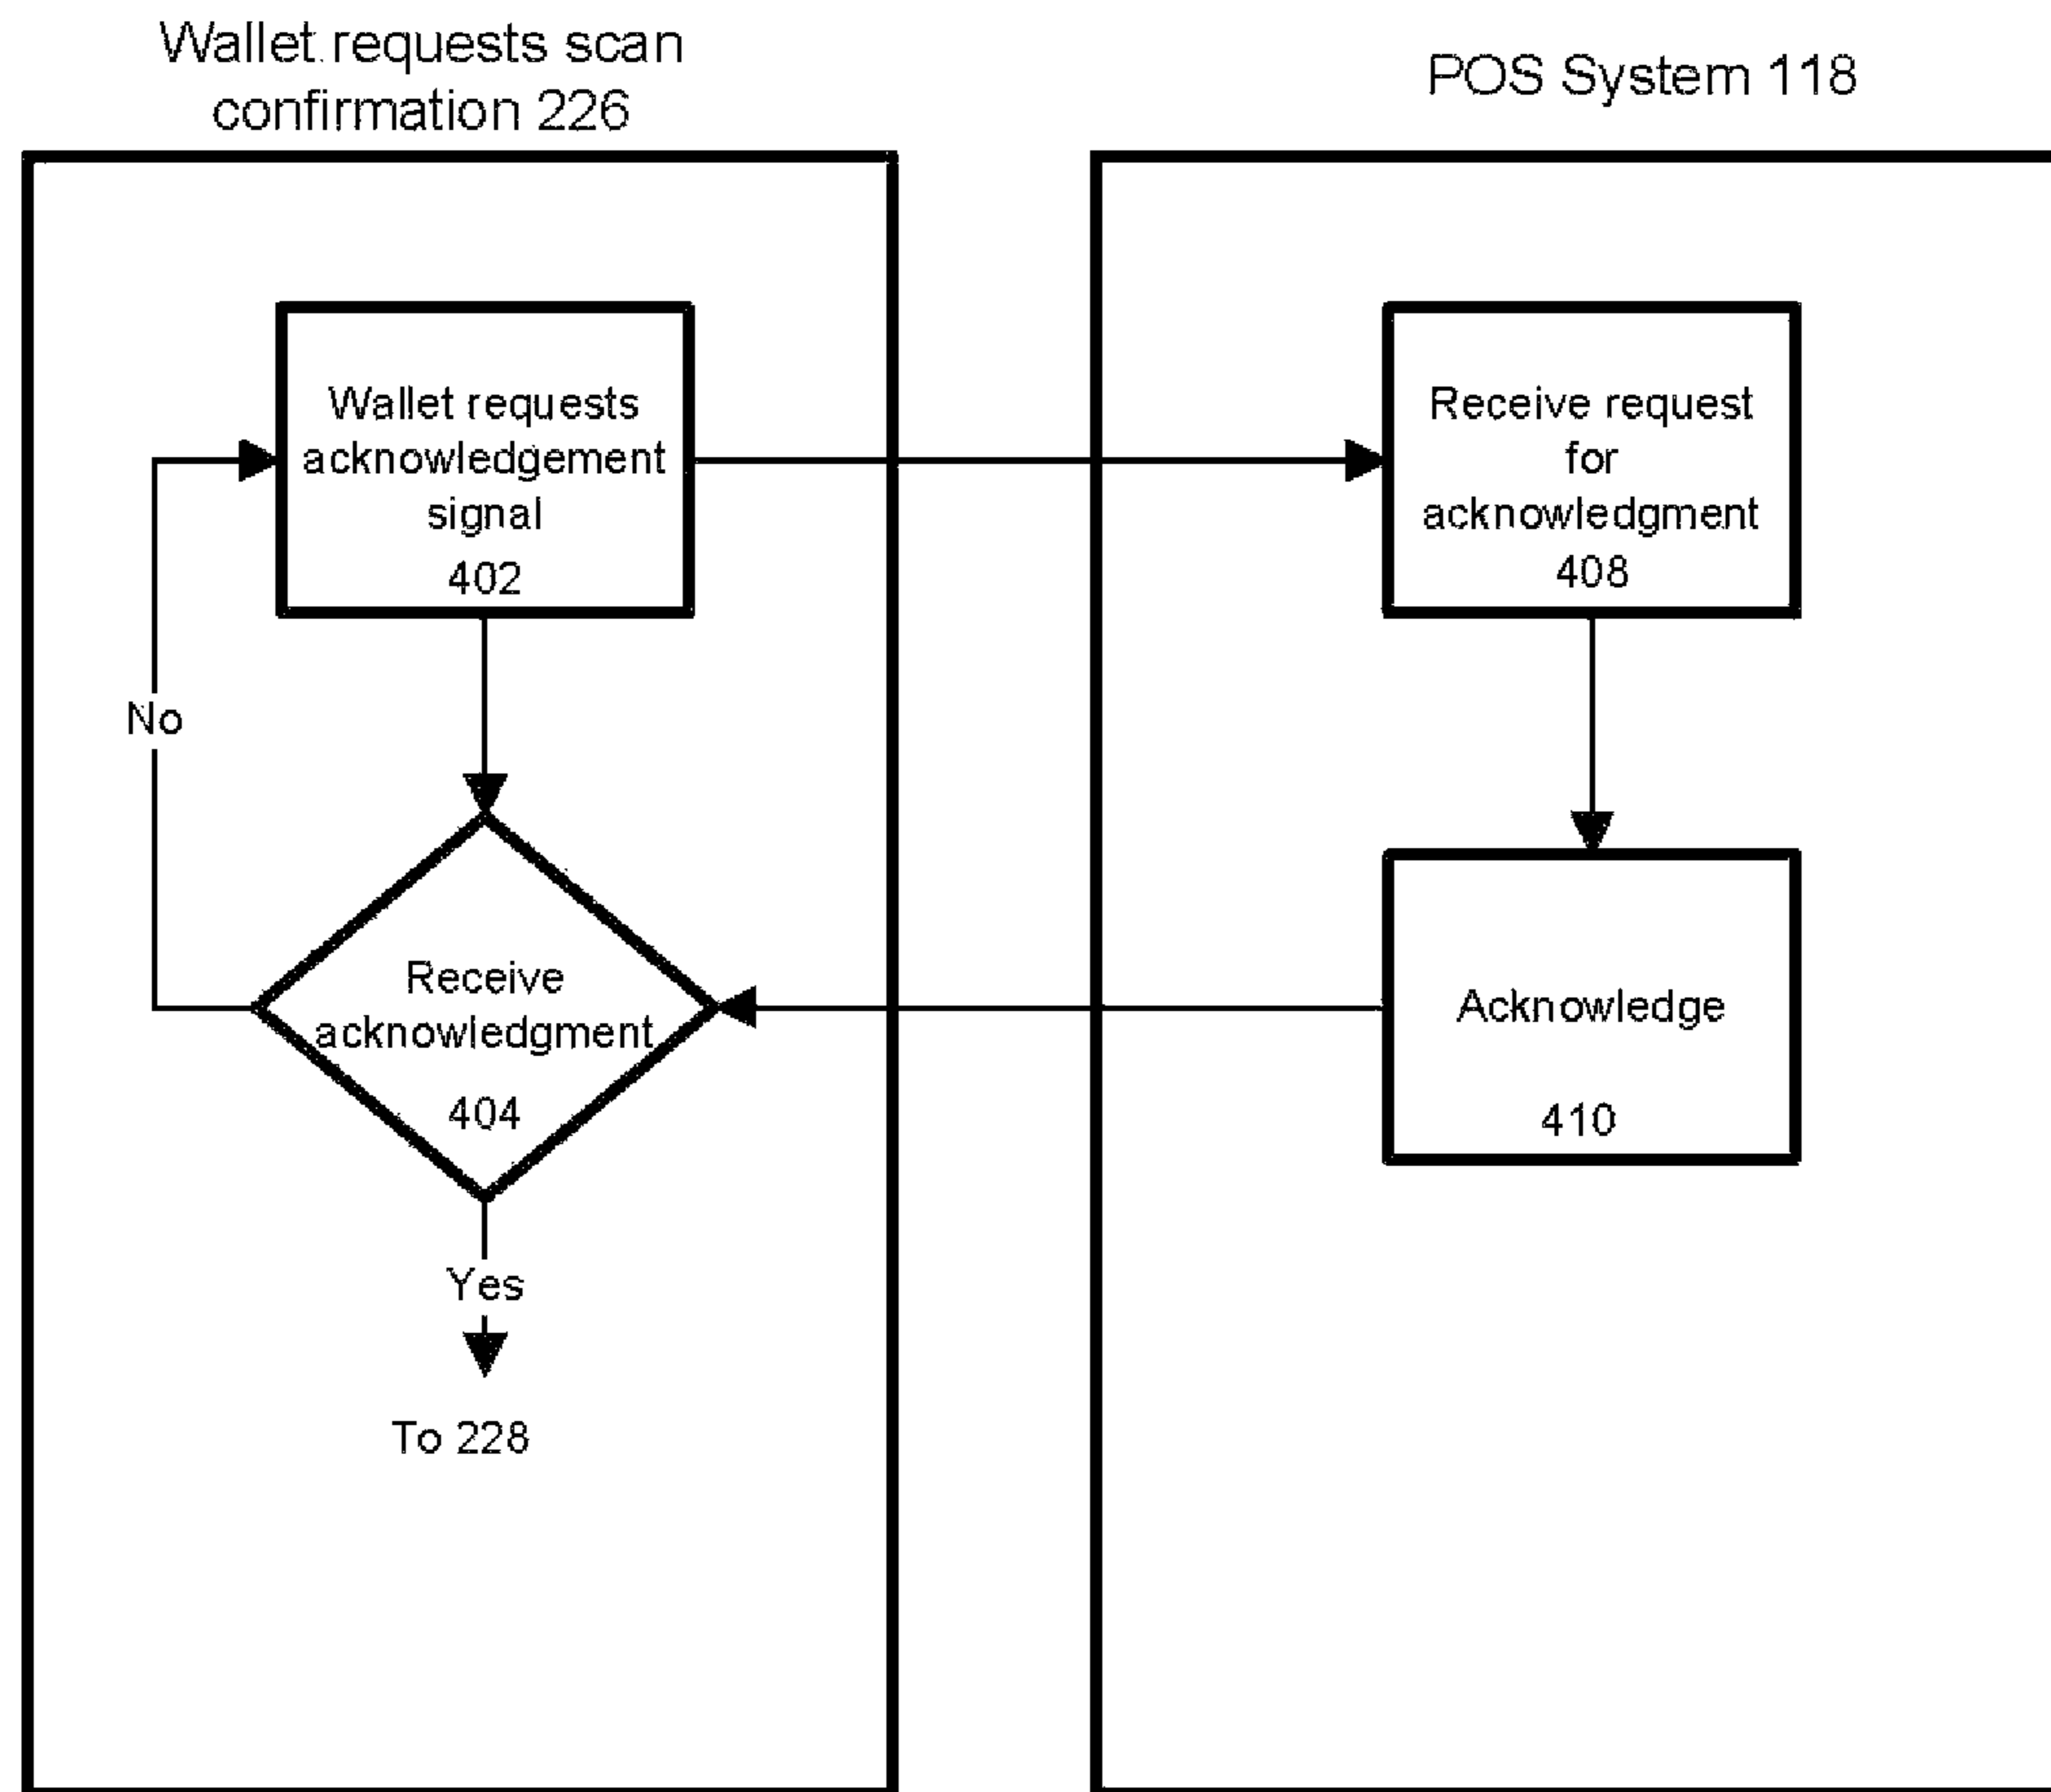 Wallet requests scan
confirmation 226
POS System 118
Wallet requests
acknowledgement
signal
402
Receive request
for
acknowledgment
408
No
Receive
acknowledgment
404
Acknowledge
410
Yes
To 228